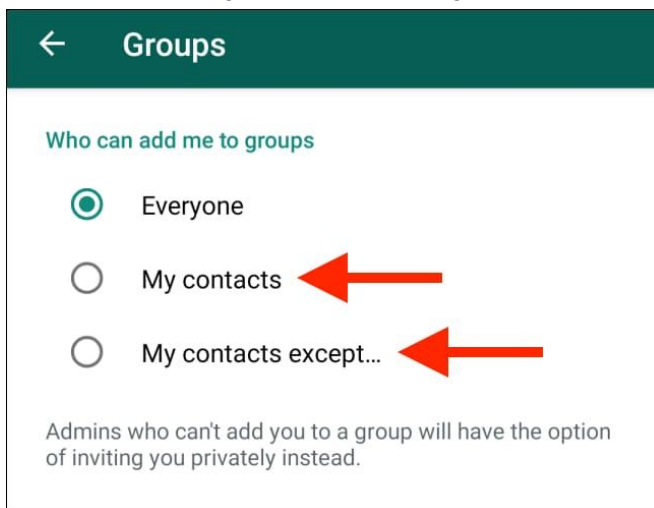 Groups
Who can add me to groups
Everyone
My contacts
My contacts except...
Admins who can't add you to a group will have the option
of inviting you privately instead.